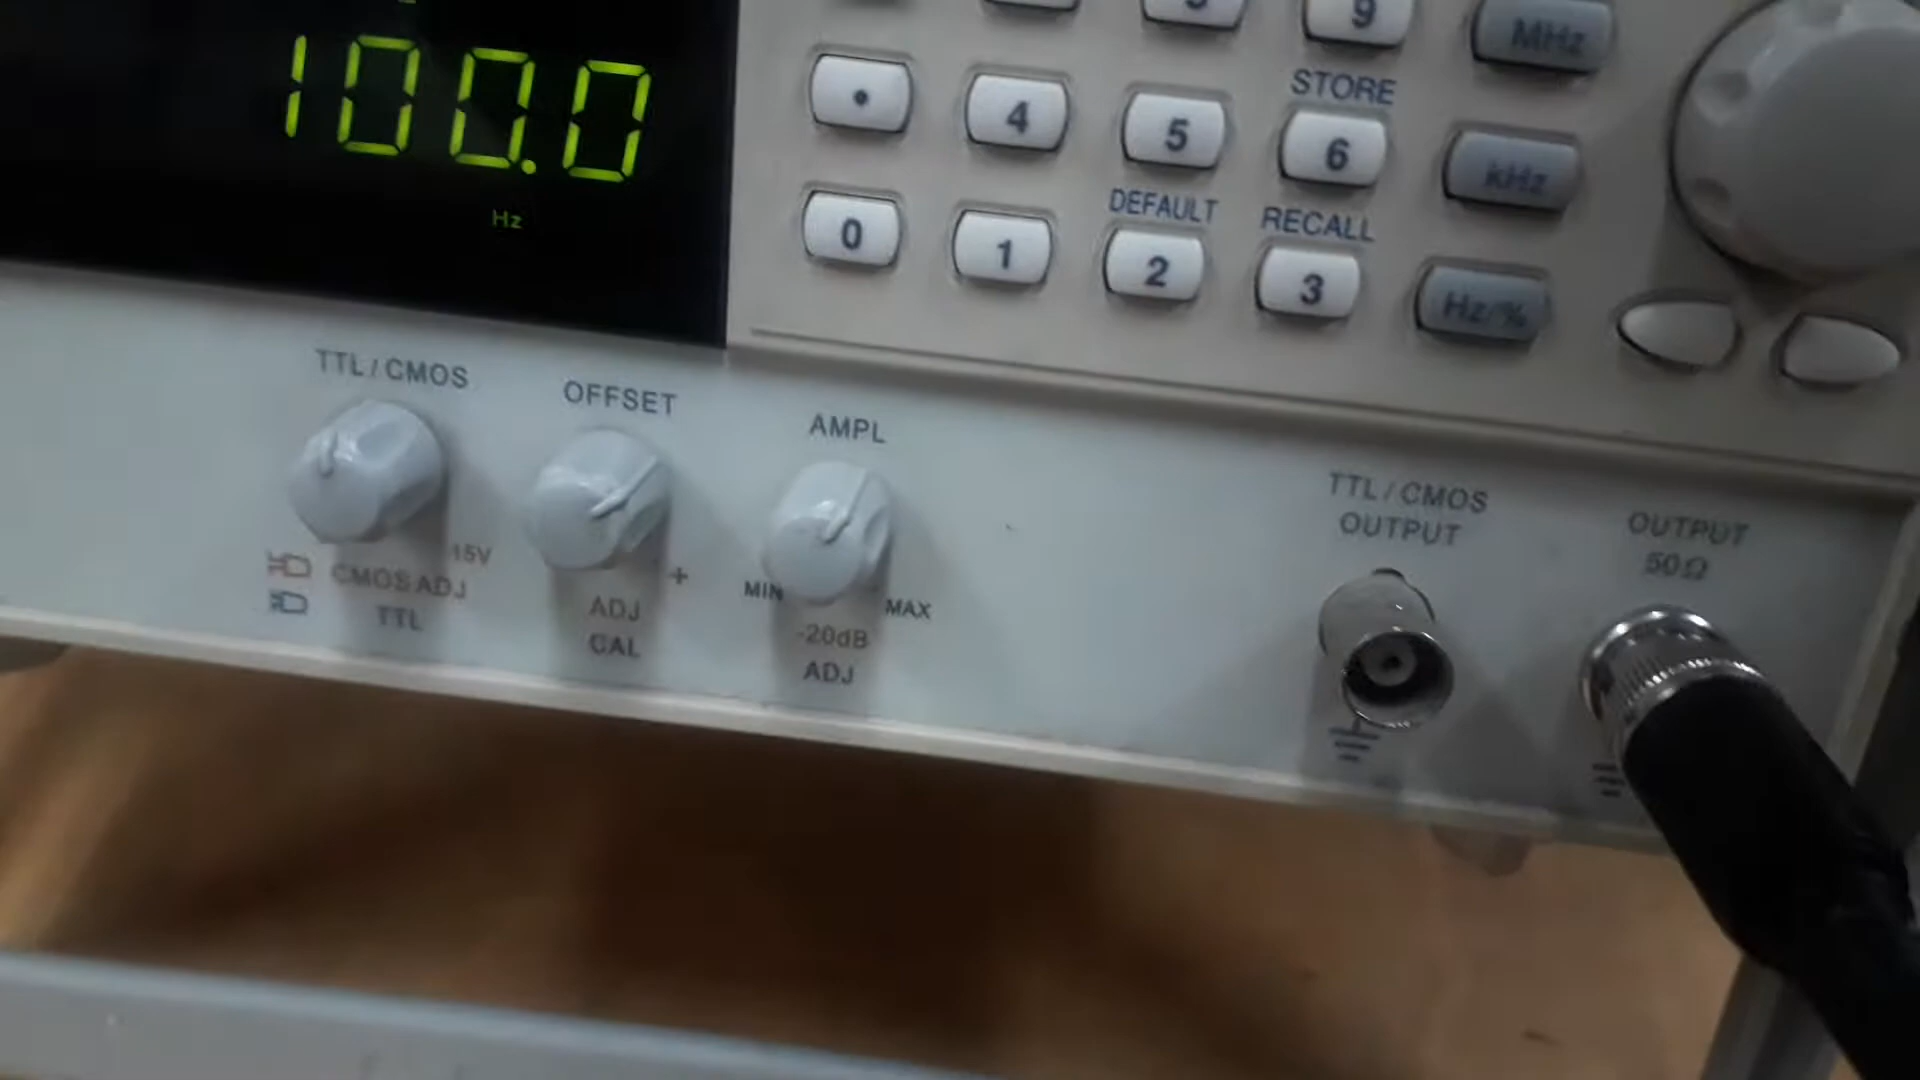 100.0
Hz
9
MHz
STORE
. 4 5 6
kHz
DEFAULT RECALL
0 1 2 3
Hz/%
TTL / CMOS
OFFSET
AMPL
TTL / CMOS
OUTPUT
OUTPUT
50Ω
15V
CMOS ADJ
TTL
+
ADJ
CAL
MIN
MAX
-20dB
ADJ